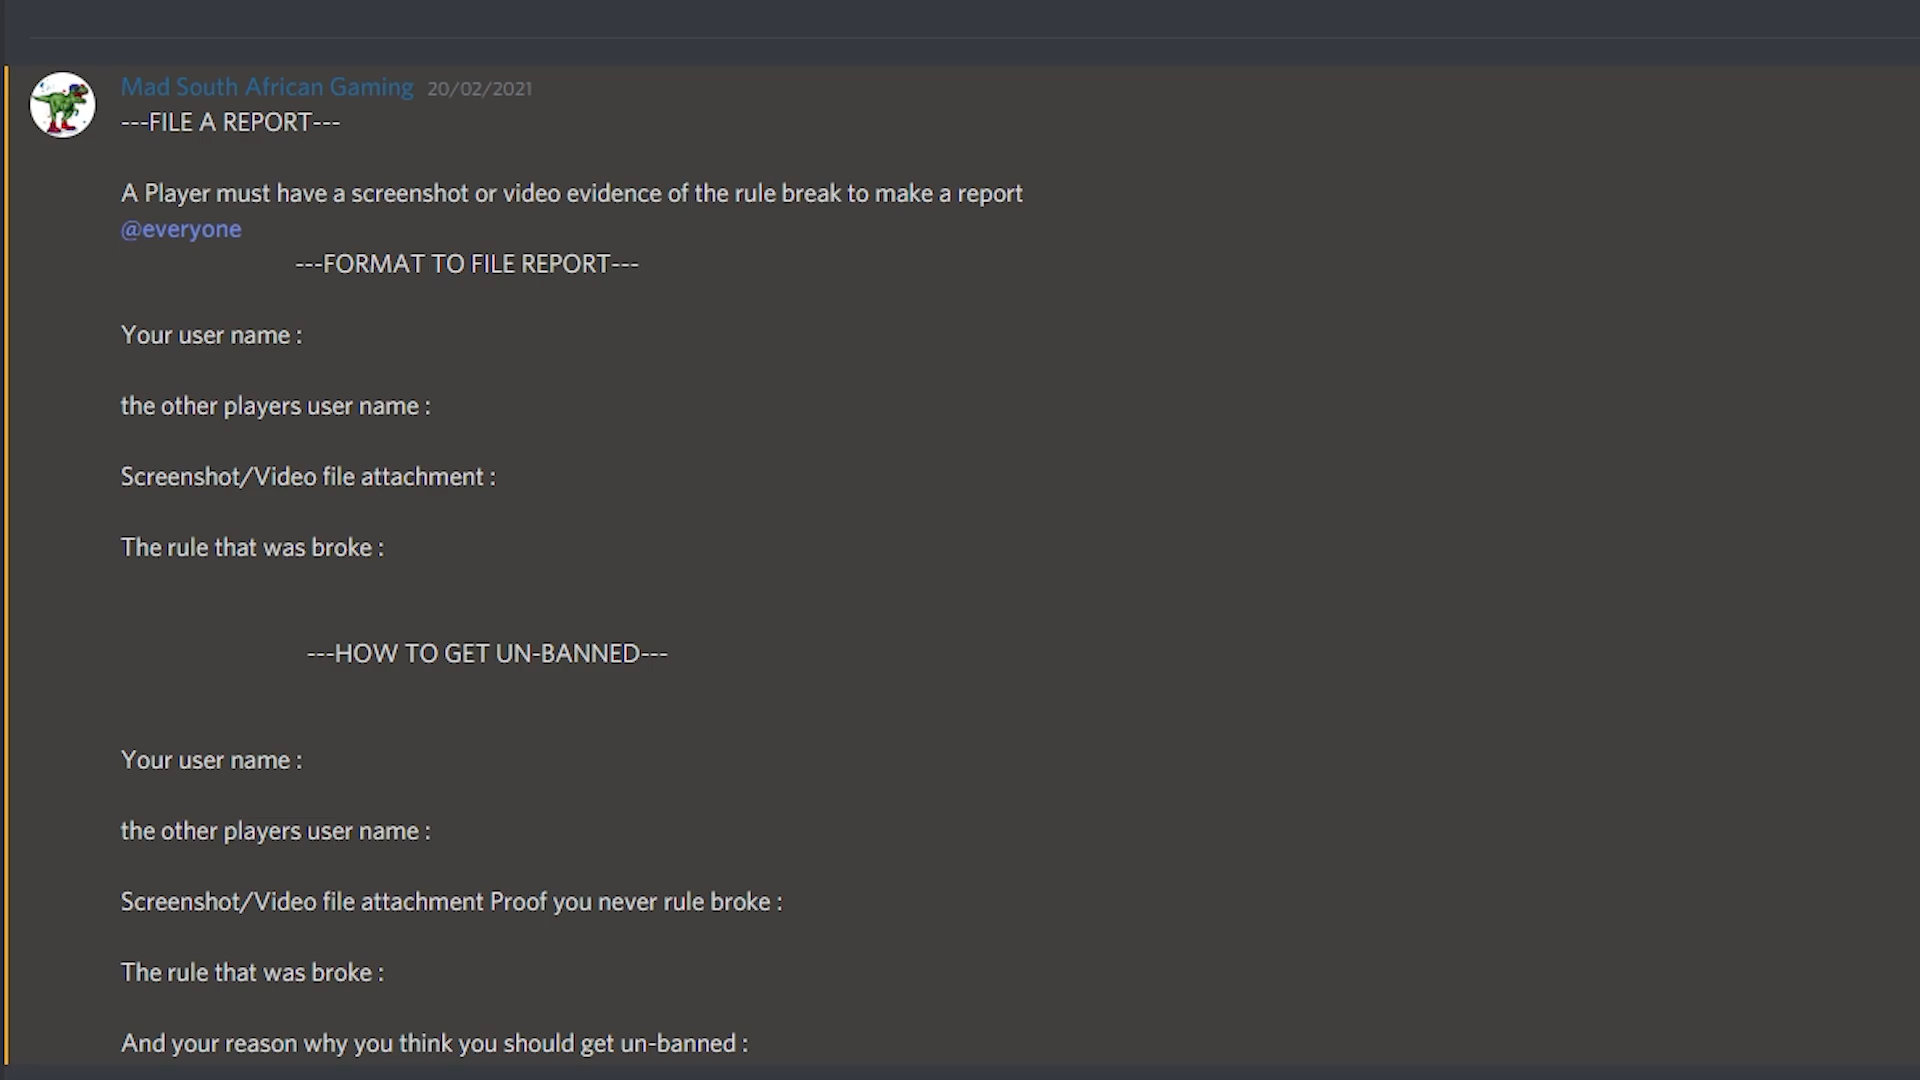 Mad South African Gaming 20/02/2021
---FILE A REPORT---
A Player must have a screenshot or video evidence of the rule break to make a report
@everyone
---FORMAT TO FILE REPORT---
Your user name :
the other players user name :
Screenshot/Video file attachment :
The rule that was broke :
---HOW TO GET UN-BANNED---
Your user name :
the other players user name :
Screenshot/Video file attachment Proof you never rule broke :
The rule that was broke :
And your reason why you think you should get un-banned :